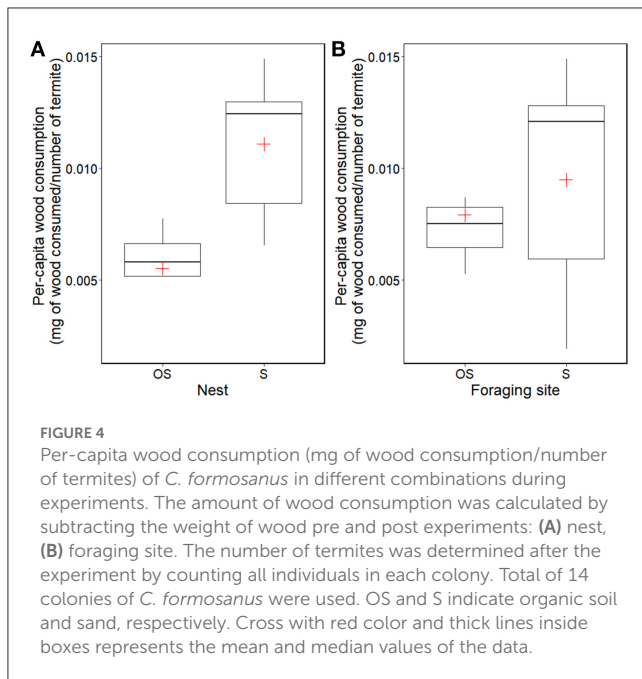 A
B
Per-capita wood consumption
(mg of wood consumed/number of termite)
0.015
0.010
0.005
OS
S
Nest
Per-capita wood consumption
(mg of wood consumed/number of termite)
0.015
0.010
0.005
OS
S
Foraging site
FIGURE 4
Per-capita wood consumption (mg of wood consumption/number
of termites) of C. formosanus in different combinations during
experiments. The amount of wood consumption was calculated by
subtracting the weight of wood pre and post experiments: (A) nest,
(B) foraging site. The number of termites was determined after the
experiment by counting all individuals in each colony. Total of 14
colonies of C. formosanus were used. OS and S indicate organic soil
and sand, respectively. Cross with red color and thick lines inside
boxes represents the mean and median values of the data.